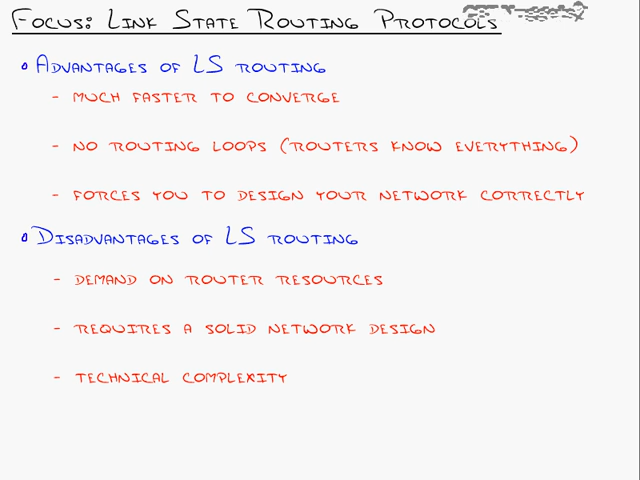 Focus: Link State Routing Protocols
Advantages of LS routing
- much faster to converge
- no routing loops (routers know everything)
- forces you to design your network correctly
Disadvantages of LS routing
- demand on router resources
- requires a solid network design
- technical complexity